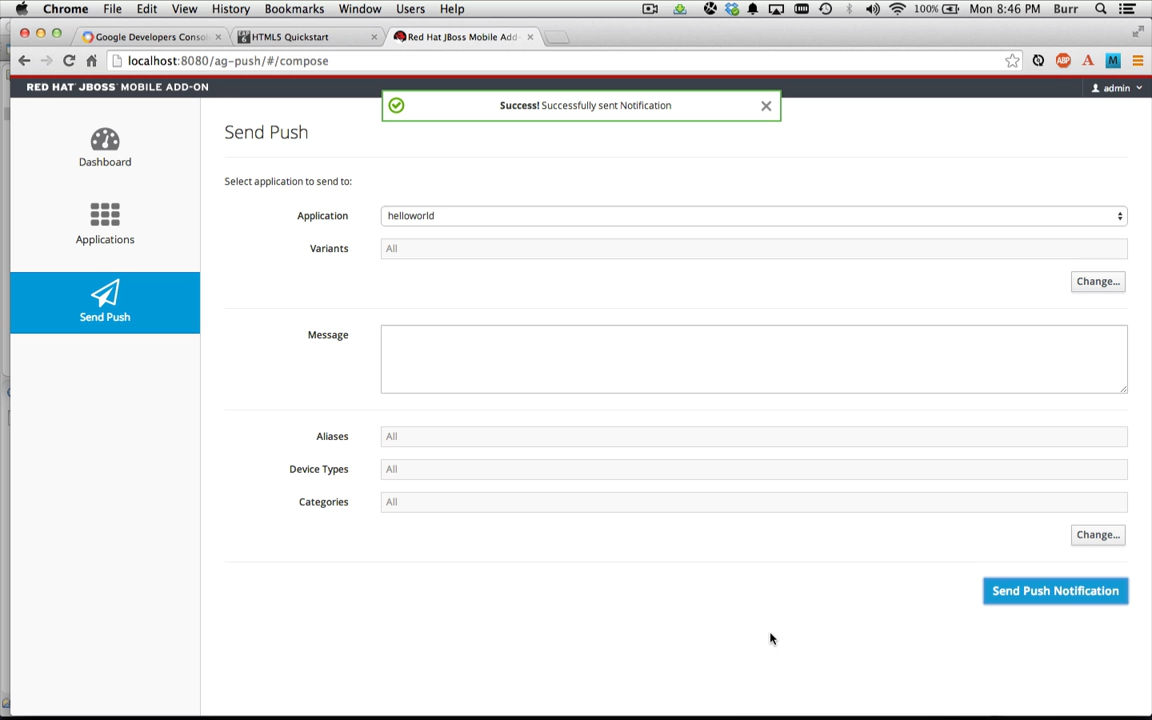 Chrome File Edit View History Bookmarks Window Users Help 100% Mon 8:46 PM Burr
Google Developers Conso
HTML5 Quickstart
Red Hat JBoss Mobile Add-
localhost:8080/ag-push/#/compose
ABP A M
RED HAT® JBOSS® MOBILE ADD-ON
admin
Success! Successfully sent Notification
Dashboard
Applications
Send Push
Send Push
Select application to send to:
Application helloworld
Variants All
Change...
Message
Aliases All
Device Types All
Categories All
Change...
Send Push Notification